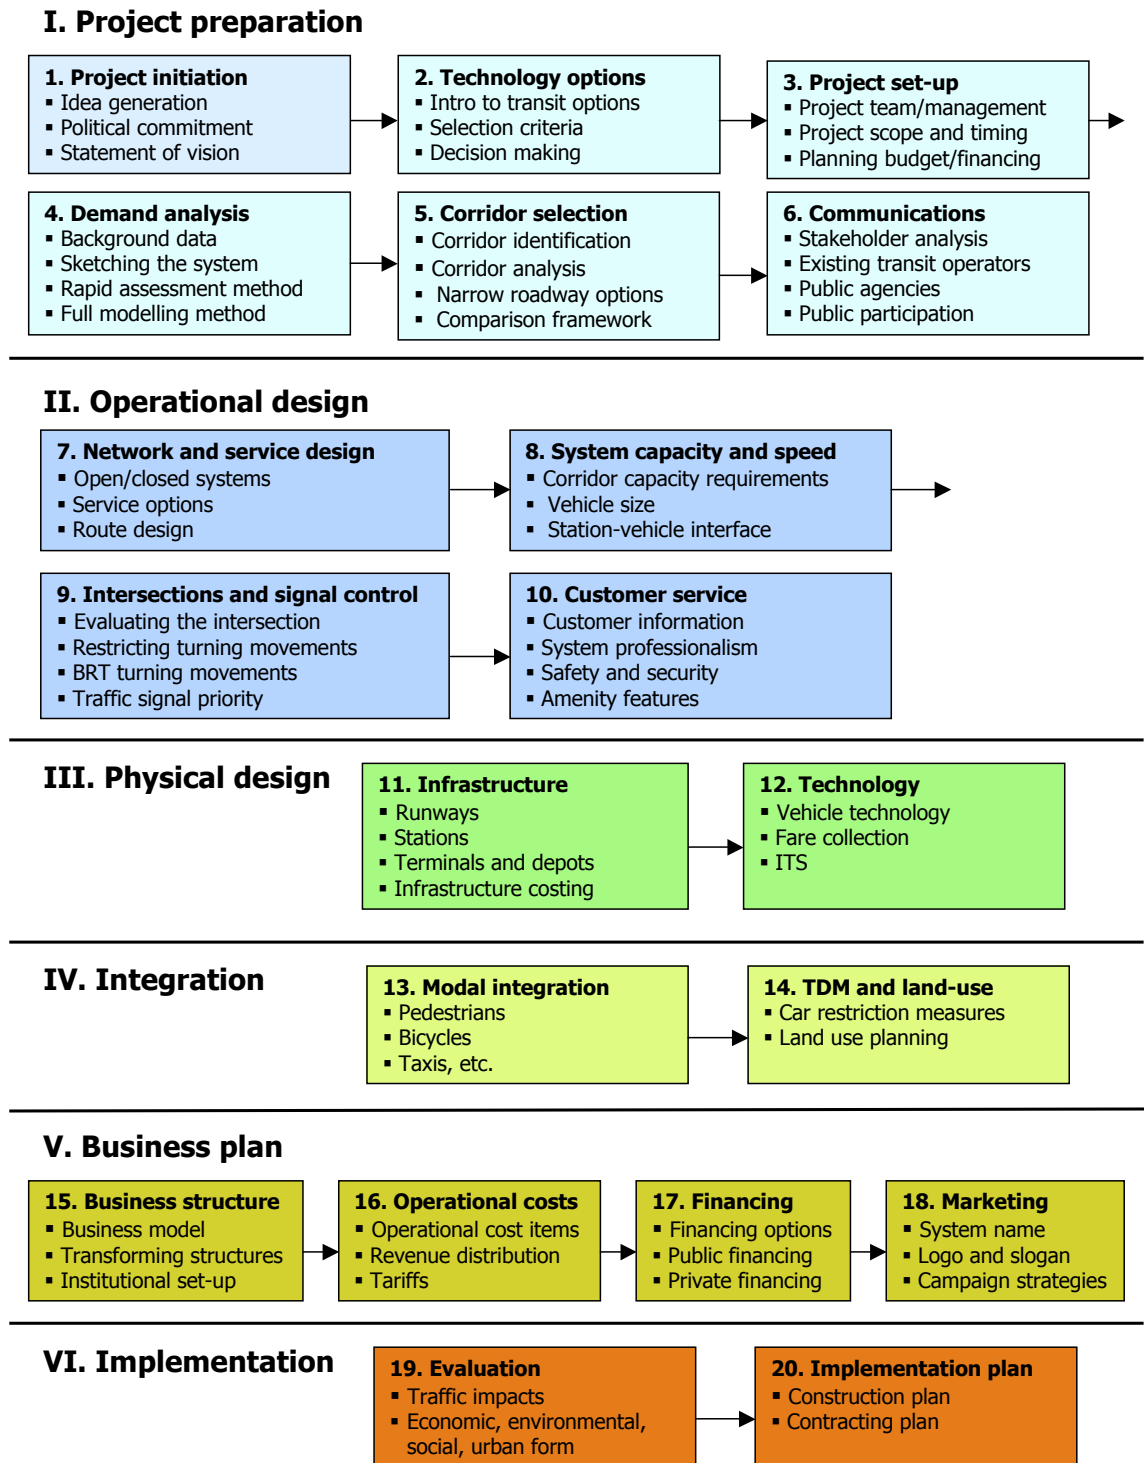 I. Project preparation
1. Project initiation
▪ Idea generation
▪ Political commitment
▪ Statement of vision
2. Technology options
▪ Intro to transit options
▪ Selection criteria
▪ Decision making
3. Project set-up
▪ Project team/management
▪ Project scope and timing
▪ Planning budget/financing
4. Demand analysis
▪ Background data
▪ Sketching the system
▪ Rapid assessment method
▪ Full modelling method
5. Corridor selection
▪ Corridor identification
▪ Corridor analysis
▪ Narrow roadway options
▪ Comparison framework
6. Communications
▪ Stakeholder analysis
▪ Existing transit operators
▪ Public agencies
▪ Public participation
II. Operational design
7. Network and service design
▪ Open/closed systems
▪ Service options
▪ Route design
8. System capacity and speed
▪ Corridor capacity requirements
▪ Vehicle size
▪ Station-vehicle interface
9. Intersections and signal control
▪ Evaluating the intersection
▪ Restricting turning movements
▪ BRT turning movements
▪ Traffic signal priority
10. Customer service
▪ Customer information
▪ System professionalism
▪ Safety and security
▪ Amenity features
III. Physical design
11. Infrastructure
▪ Runways
▪ Stations
▪ Terminals and depots
▪ Infrastructure costing
12. Technology
▪ Vehicle technology
▪ Fare collection
▪ ITS
IV. Integration
13. Modal integration
▪ Pedestrians
▪ Bicycles
▪ Taxis, etc.
14. TDM and land-use
▪ Car restriction measures
▪ Land use planning
V. Business plan
15. Business structure
▪ Business model
▪ Transforming structures
▪ Institutional set-up
16. Operational costs
▪ Operational cost items
▪ Revenue distribution
▪ Tariffs
17. Financing
▪ Financing options
▪ Public financing
▪ Private financing
18. Marketing
▪ System name
▪ Logo and slogan
▪ Campaign strategies
VI. Implementation
19. Evaluation
▪ Traffic impacts
▪ Economic, environmental,
social, urban form
20. Implementation plan
▪ Construction plan
▪ Contracting plan